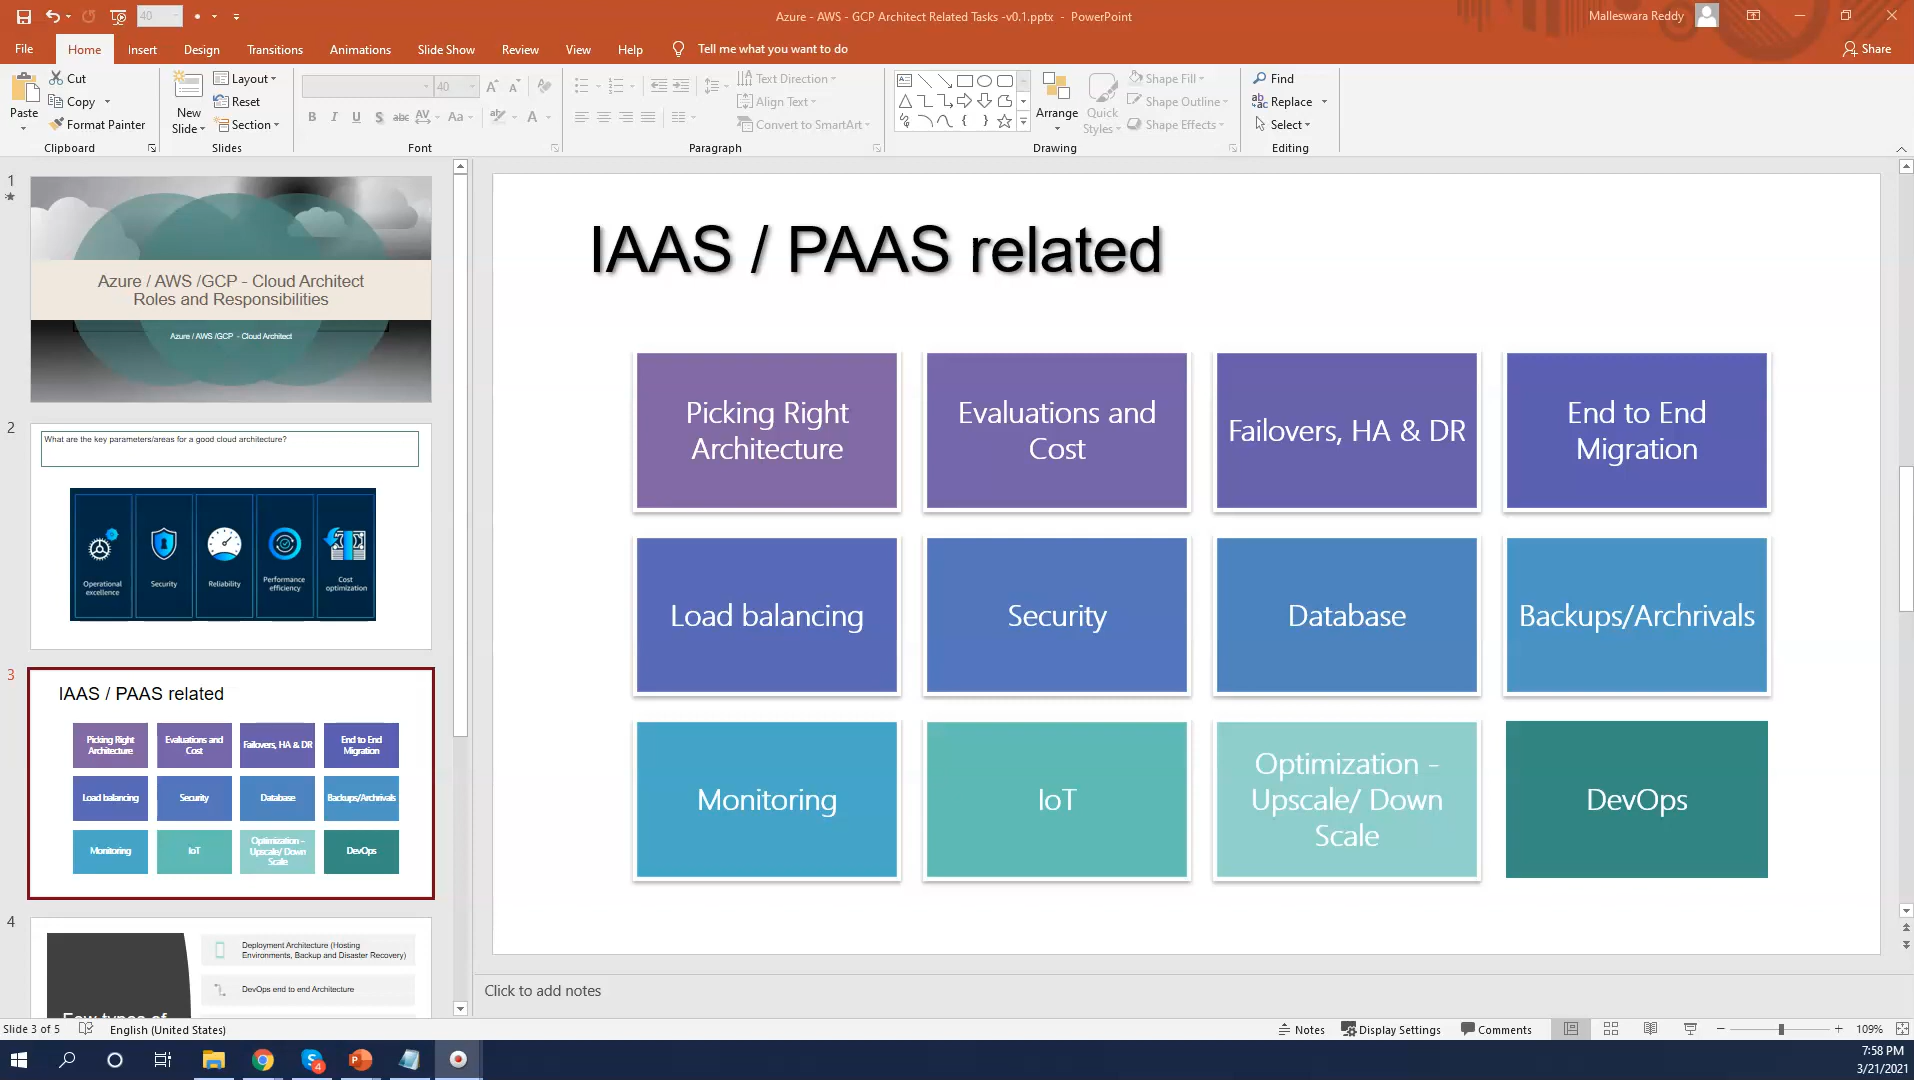 40
Azure - AWS - GCP Architect Related Tasks -v0.1.pptx - PowerPoint
Malleswara Reddy
File
Home
Insert
Design
Transitions
Animations
Slide Show
Review
View
Help
Tell me what you want to do
Share
Paste
Cut
Copy
Format Painter
Clipboard
New
Slide
Layout
Reset
Section
Slides
40
B I U S abc AV Aa A
Font
Text Direction
Align Text
Convert to SmartArt
Paragraph
Arrange
Quick
Styles
Shape Fill
Shape Outline
Shape Effects
Drawing
Find
Replace
Select
Editing
1
Azure / AWS /GCP - Cloud Architect
Roles and Responsibilities
Azure / AWS /GCP - Cloud Architect
2
What are the key parameters/areas for a good cloud architecture?
Operational
excellence
Security
Reliability
Performance
efficiency
Cost
optimization
3
IAAS / PAAS related
Picking Right
Architecture
Evaluations and
Cost
Failovers, HA & DR
End to End
Migration
Load balancing
Security
Database
Backups/Archrivals
Monitoring
IoT
Optimization -
Upscale/ Down
Scale
DevOps
4
Deployment Architecture (Hosting
Environments, Backup and Disaster Recovery)
DevOps end to end Architecture
Few types of
IAAS / PAAS related
Picking Right
Architecture
Evaluations and
Cost
Failovers, HA & DR
End to End
Migration
Load balancing
Security
Database
Backups/Archrivals
Monitoring
IoT
Optimization -
Upscale/ Down
Scale
DevOps
Click to add notes
Slide 3 of 5
English (United States)
Notes
Display Settings
Comments
109%
4
7:58 PM
3/21/2021